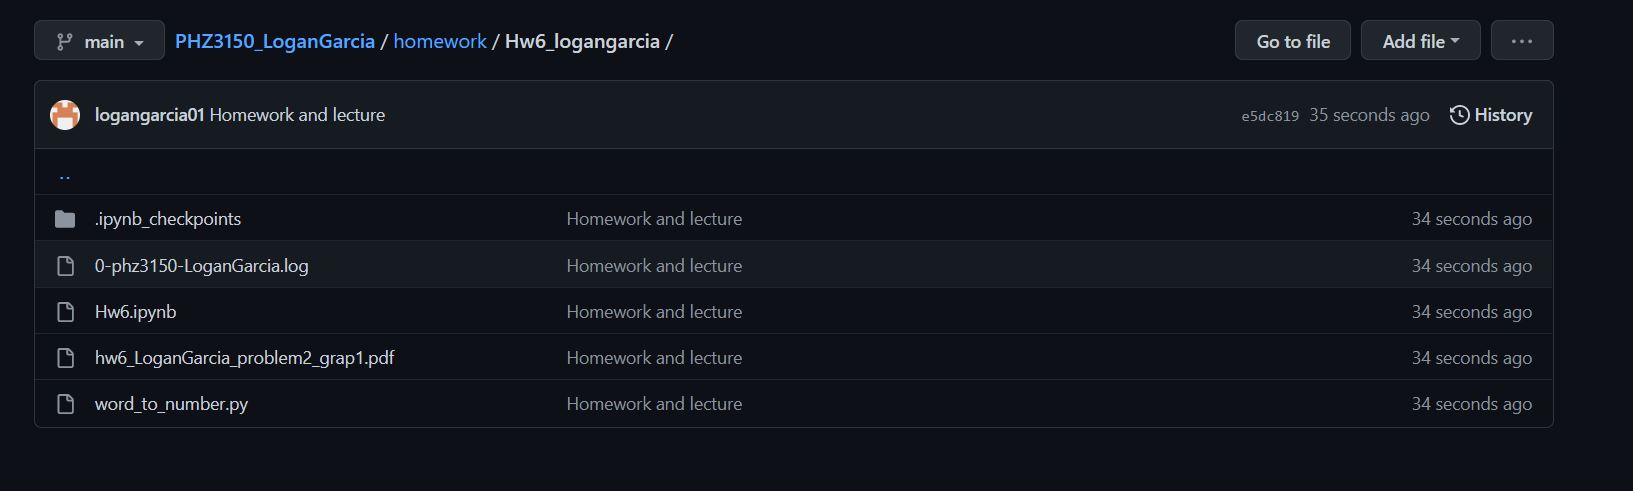 main PHZ3150_LoganGarcia / homework / Hw6_logangarcia / Go to file Add file ...
logangarcia01 Homework and lecture e5dc819 35 seconds ago History
..
.ipynb_checkpoints Homework and lecture 34 seconds ago
0-phz3150-LoganGarcia.log Homework and lecture 34 seconds ago
Hw6.ipynb Homework and lecture 34 seconds ago
hw6_LoganGarcia_problem2_grap1.pdf Homework and lecture 34 seconds ago
word_to_number.py Homework and lecture 34 seconds ago